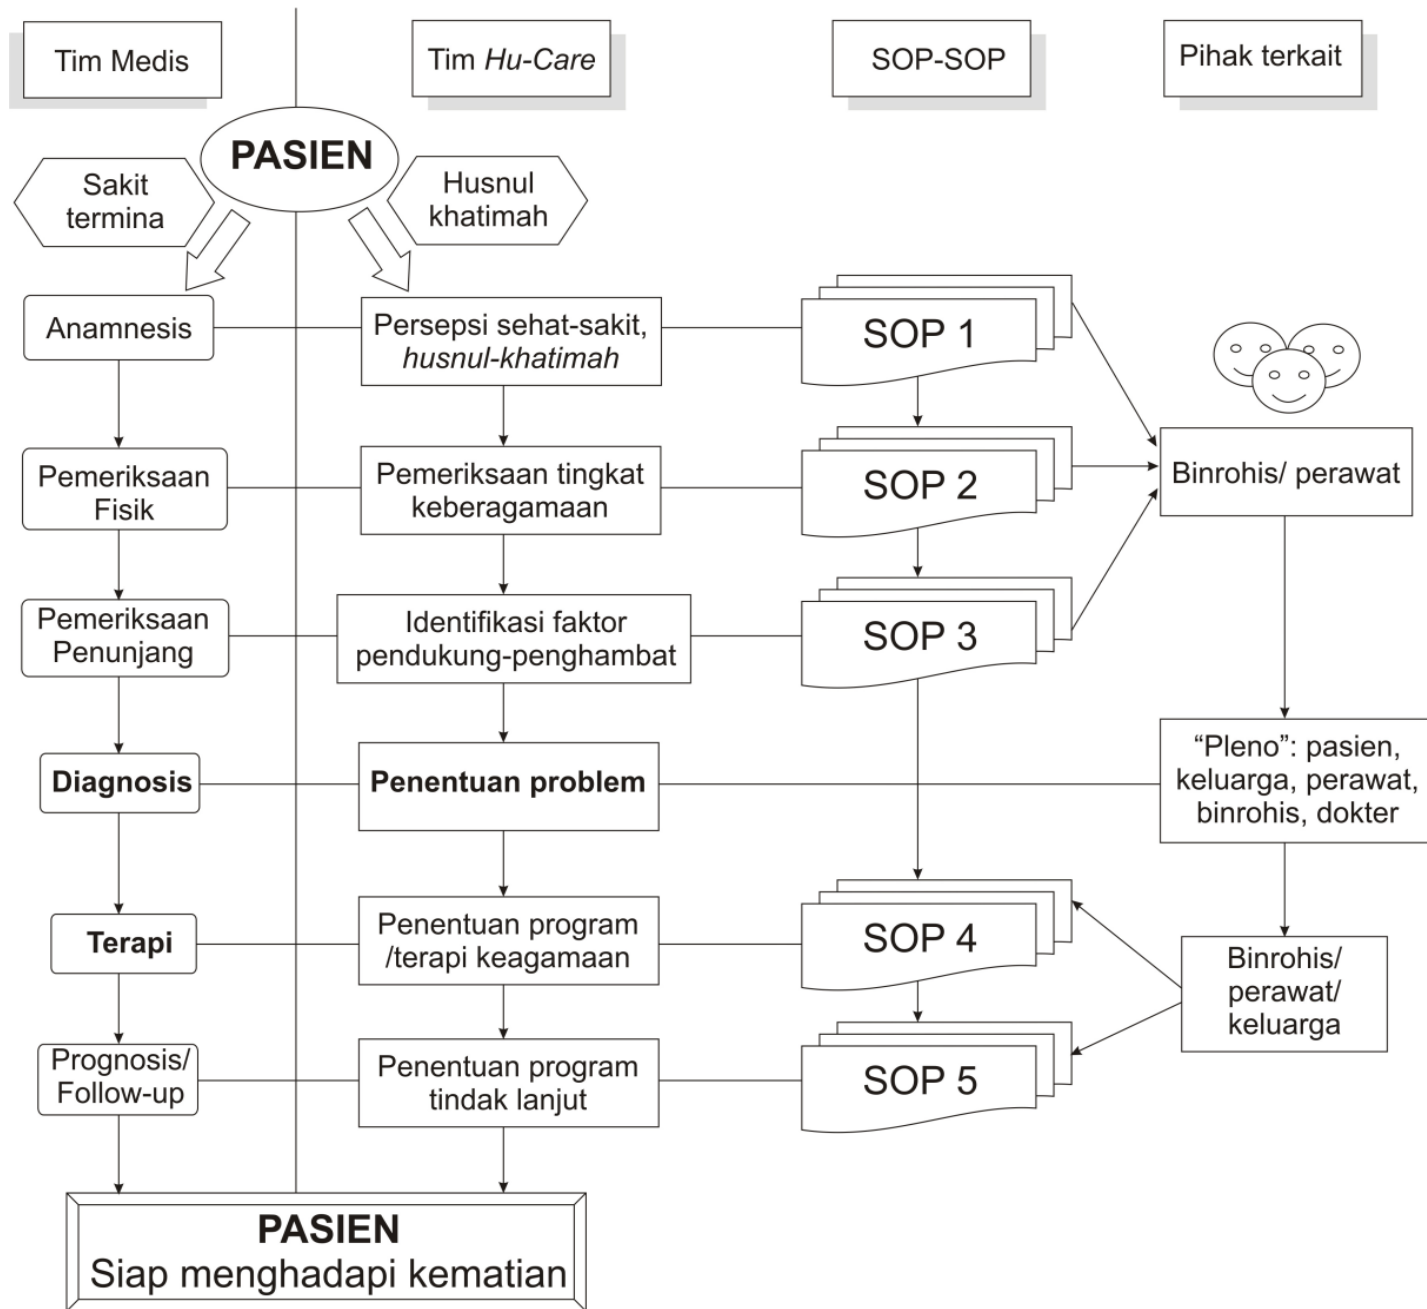 Tim Medis
Tim Hu-Care
SOP-SOP
Pihak terkait
PASIEN
Sakit
termina
Husnul
khatimah
Anamnesis
Persepsi sehat-sakit,
husnul-khatimah
SOP 1
Pemeriksaan
Fisik
Pemeriksaan tingkat
keberagamaan
SOP 2
Binrohis/ perawat
Pemeriksaan
Penunjang
Identifikasi faktor
pendukung-penghambat
SOP 3
Diagnosis
Penentuan problem
“Pleno”: pasien,
keluarga, perawat,
binrohis, dokter
Terapi
Penentuan program
/terapi keagamaan
SOP 4
Binrohis/
perawat/
keluarga
Prognosis/
Follow-up
Penentuan program
tindak lanjut
SOP 5
PASIEN
Siap menghadapi kematian